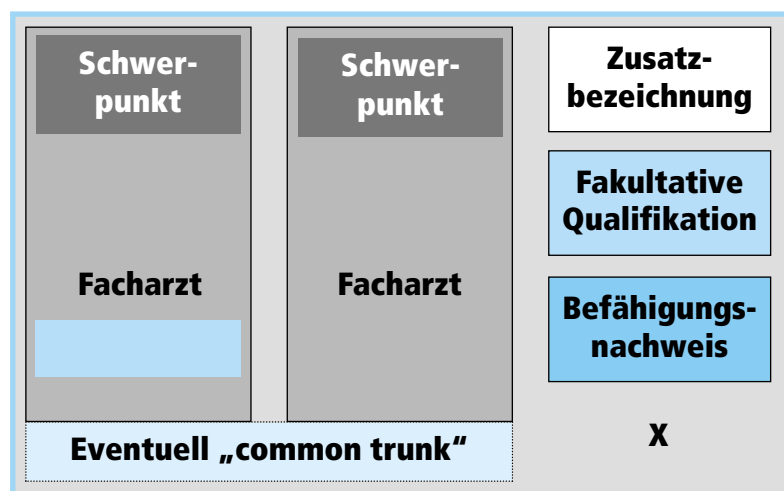 Schwer-
punkt
Facharzt
Schwer-
punkt
Facharzt
Eventuell „common trunk“
Zusatz-
bezeichnung
Fakultative
Qualifikation
Befähigungs-
nachweis
X